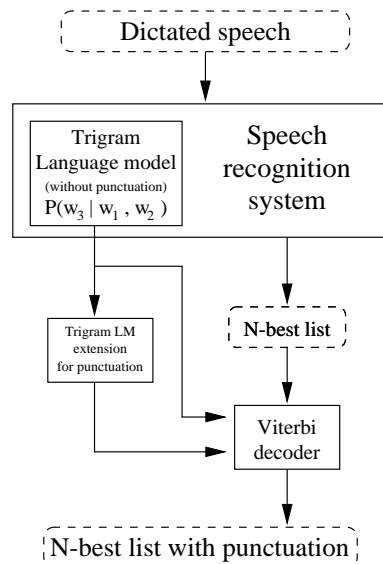 Dictated speech
Trigram
Language model
(without punctuation)
P(w₃ | w₁ , w₂ )
Speech
recognition
system
Trigram LM
extension
for punctuation
N-best list
Viterbi
decoder
N-best list with punctuation